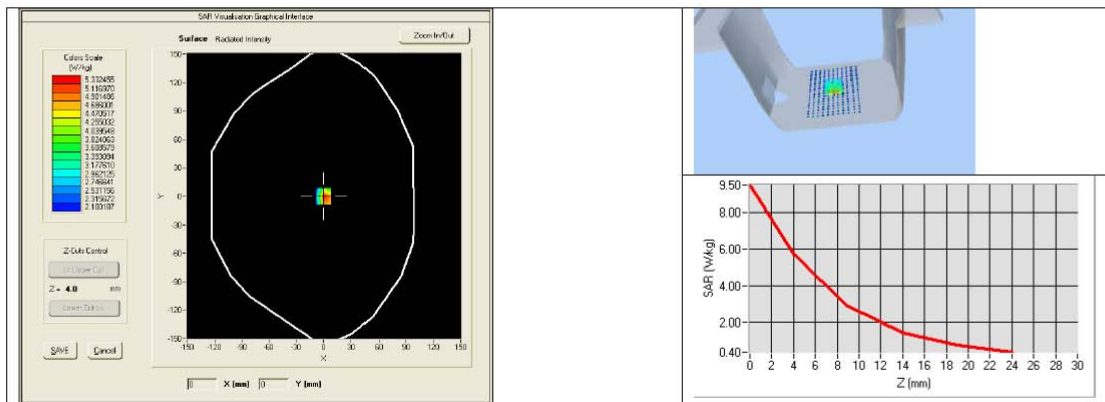 SAR Visualisation Graphical Interface
Surface Radiated Intensity
Zoom In/Out
Colors Scale
(W/kg)
5.332455
5.116970
4.901486
4.686001
4.470517
4.255032
4.039548
3.824063
3.608579
3.393094
3.177610
2.962125
2.746641
2.531156
2.315672
2.100187
150
120
90
60
30
0
-30
-60
-90
-120
-150
Y
-150 -120 -90 -60 -30 0 30 60 90 120 150
X
Z-Cuts Control
Z = 4.0 mm
SAVE Cancel
0 X (mm) 0 Y (mm)
9.50
8.00
6.00
4.00
2.00
0.40
SAR (W/kg)
0 2 4 6 8 10 12 14 16 18 20 22 24 26 28 30
Z (mm)